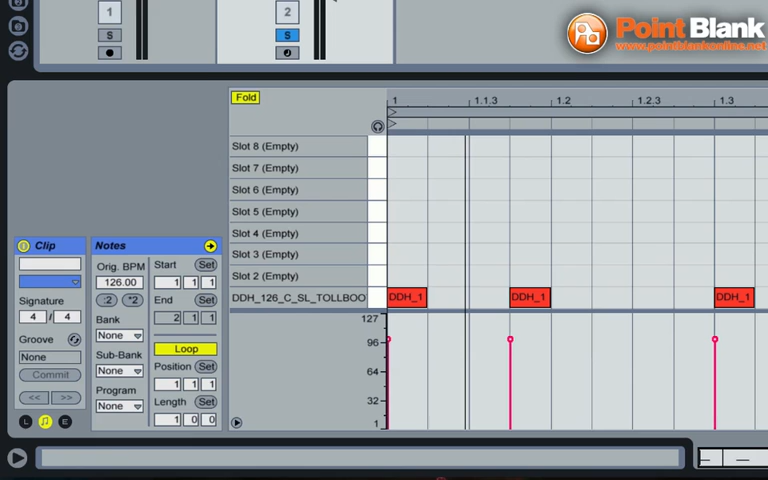 1
2
S
S
Point Blank
www.pointblankonline.net
Fold
1
1.1.3
1.2
1.2.3
1.3
Slot 8 (Empty)
Slot 7 (Empty)
Slot 6 (Empty)
Slot 5 (Empty)
Slot 4 (Empty)
Slot 3 (Empty)
Slot 2 (Empty)
DDH_126_C_SL_TOLLBOO
DDH_1
DDH_1
DDH_1
127
96
64
32
1
Clip
Signature
4 / 4
Groove
None
Commit
<< >>
L E
Notes
Orig. BPM
126.00
:2 *2
Bank
None
Sub-Bank
None
Program
None
Start Set
1 1 1
End Set
2 1 1
Loop
Position Set
1 1 1
Length Set
1 0 0